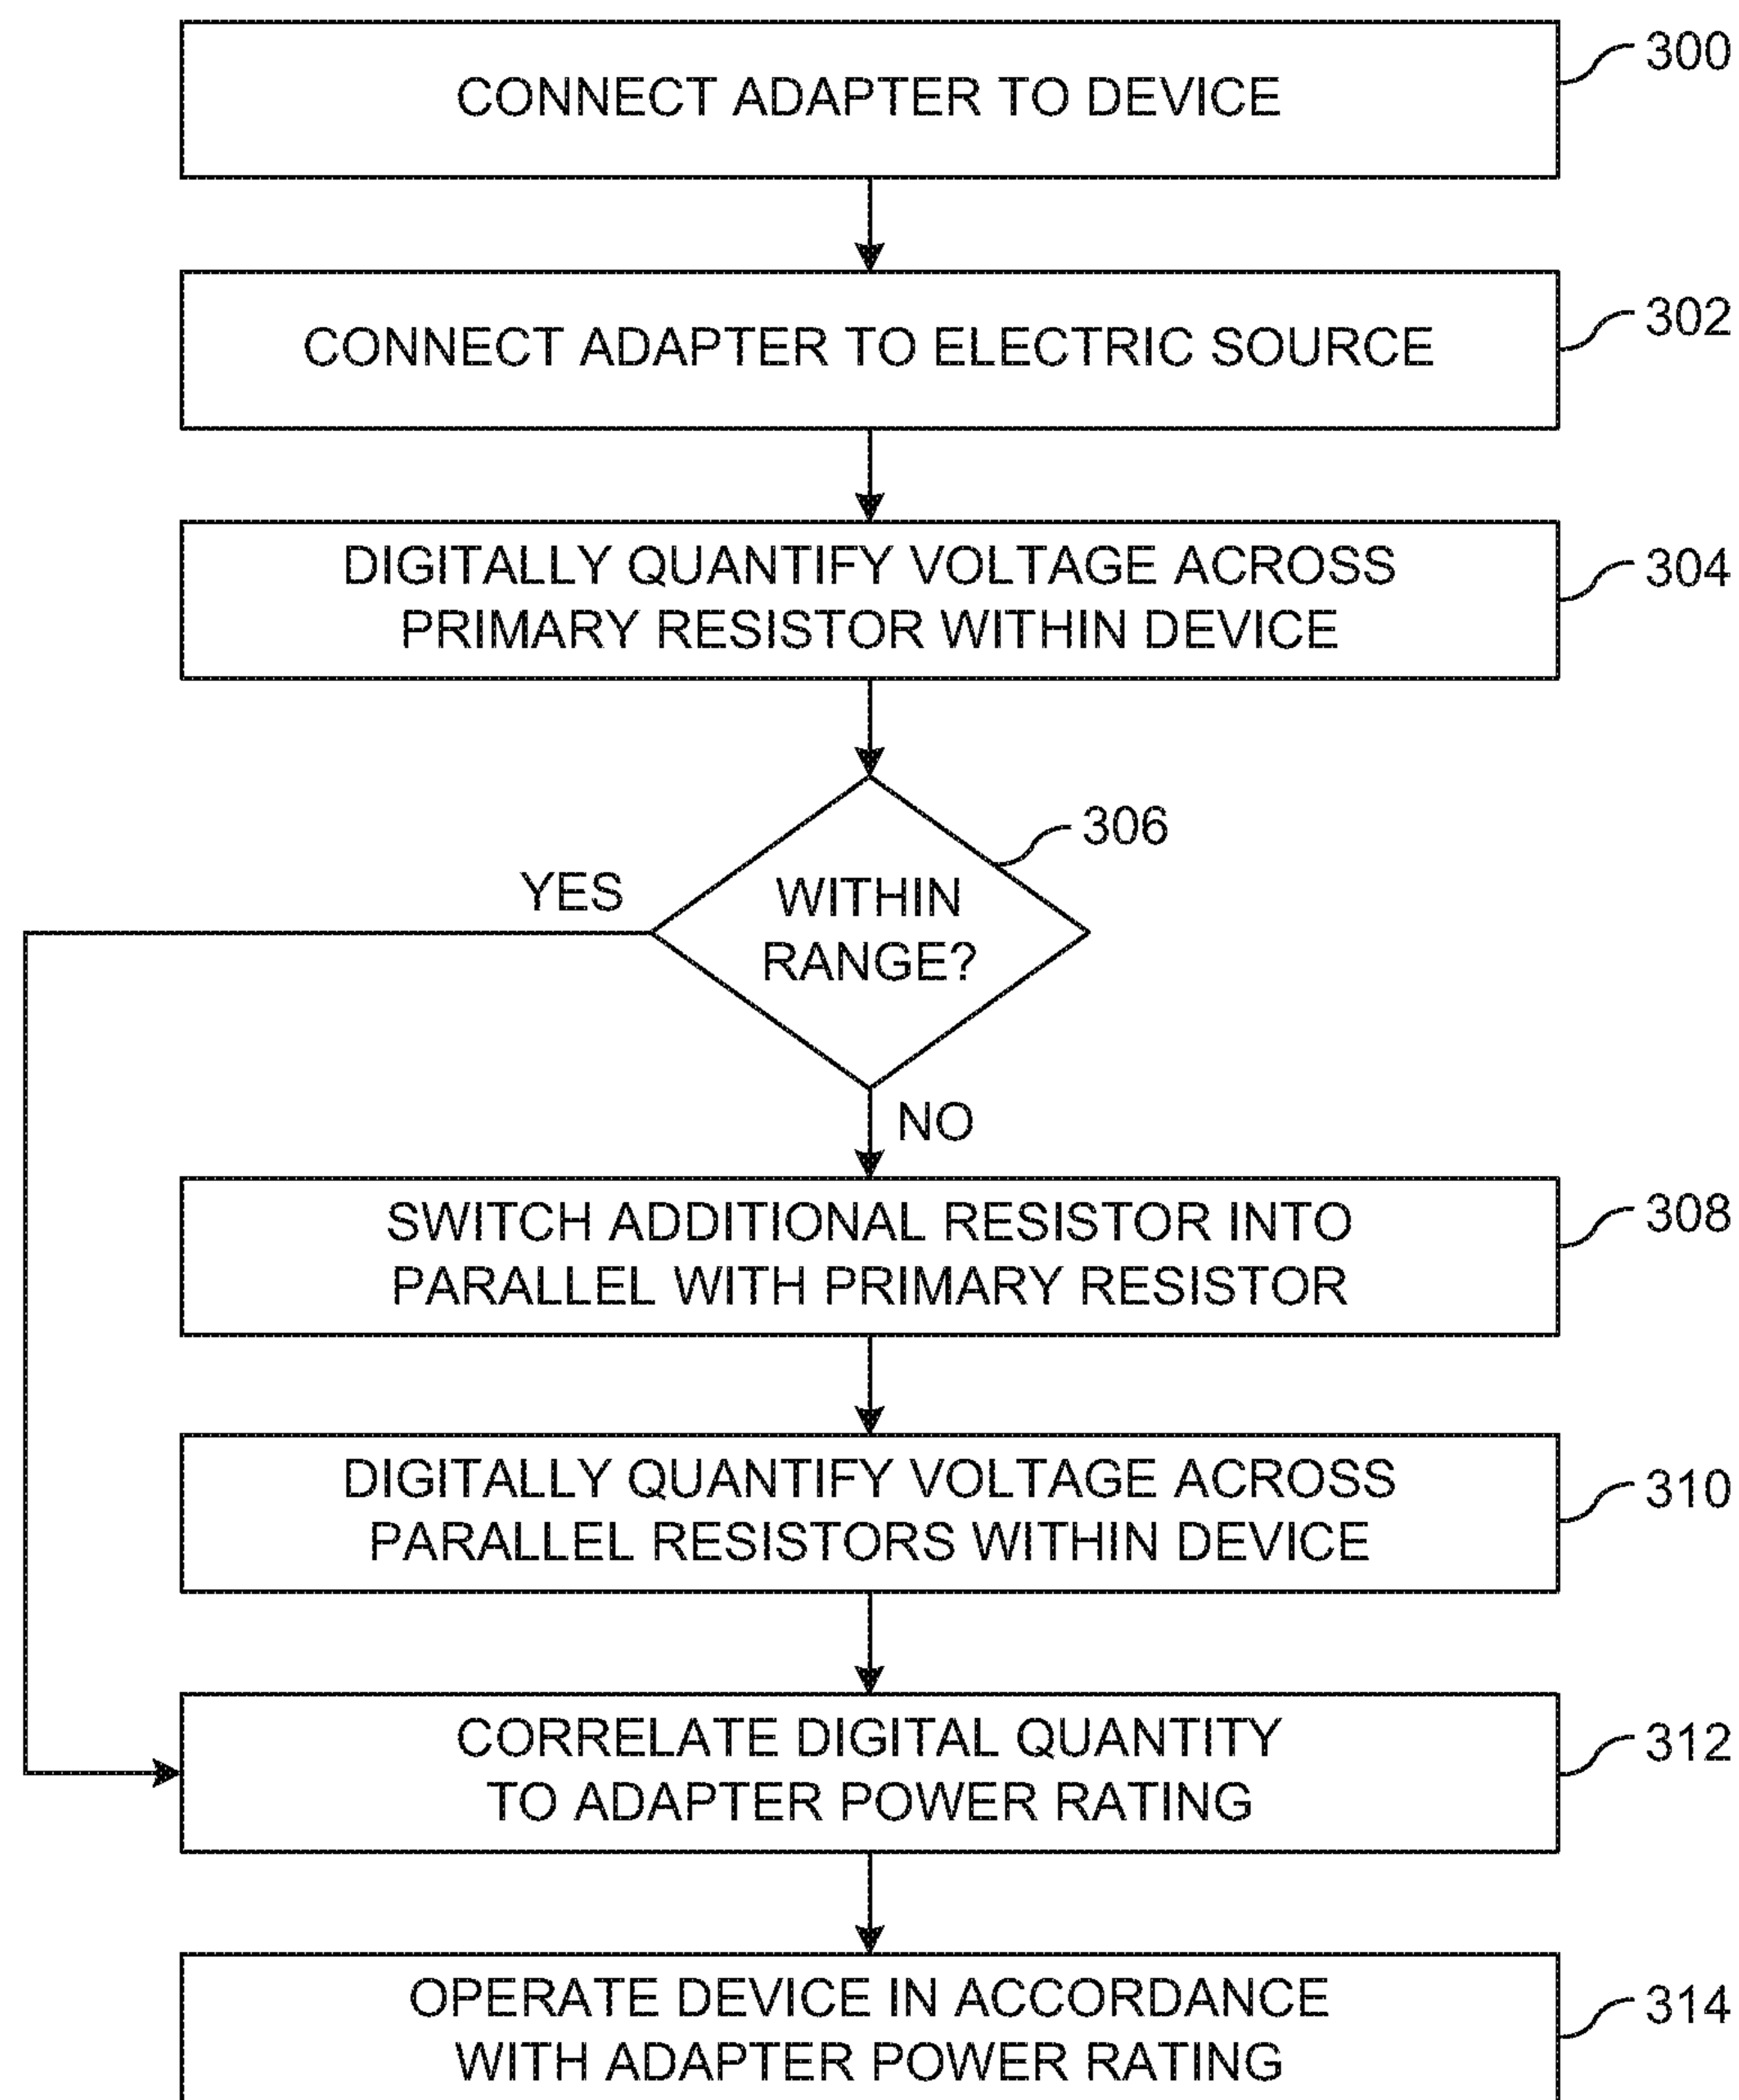 CONNECT ADAPTER TO DEVICE
300
CONNECT ADAPTER TO ELECTRIC SOURCE
302
DIGITALLY QUANTIFY VOLTAGE ACROSS
PRIMARY RESISTOR WITHIN DEVICE
304
306
YES
WITHIN
RANGE?
NO
SWITCH ADDITIONAL RESISTOR INTO
PARALLEL WITH PRIMARY RESISTOR
308
DIGITALLY QUANTIFY VOLTAGE ACROSS
PARALLEL RESISTORS WITHIN DEVICE
310
CORRELATE DIGITAL QUANTITY
TO ADAPTER POWER RATING
312
OPERATE DEVICE IN ACCORDANCE
WITH ADAPTER POWER RATING
314